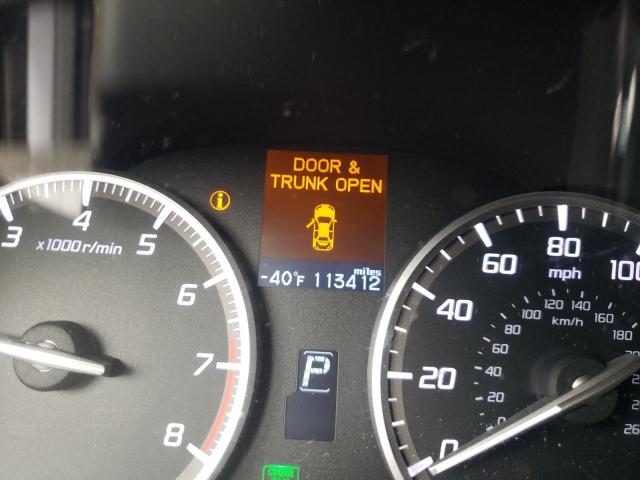 DOOR &
TRUNK OPEN
i
-40°F 113412 miles
3 4 5 6 7 8
x1000r/min
P
0 20 40 60 80 100
mph
0 20 40 60 80 100 120 140 160 180
km/h